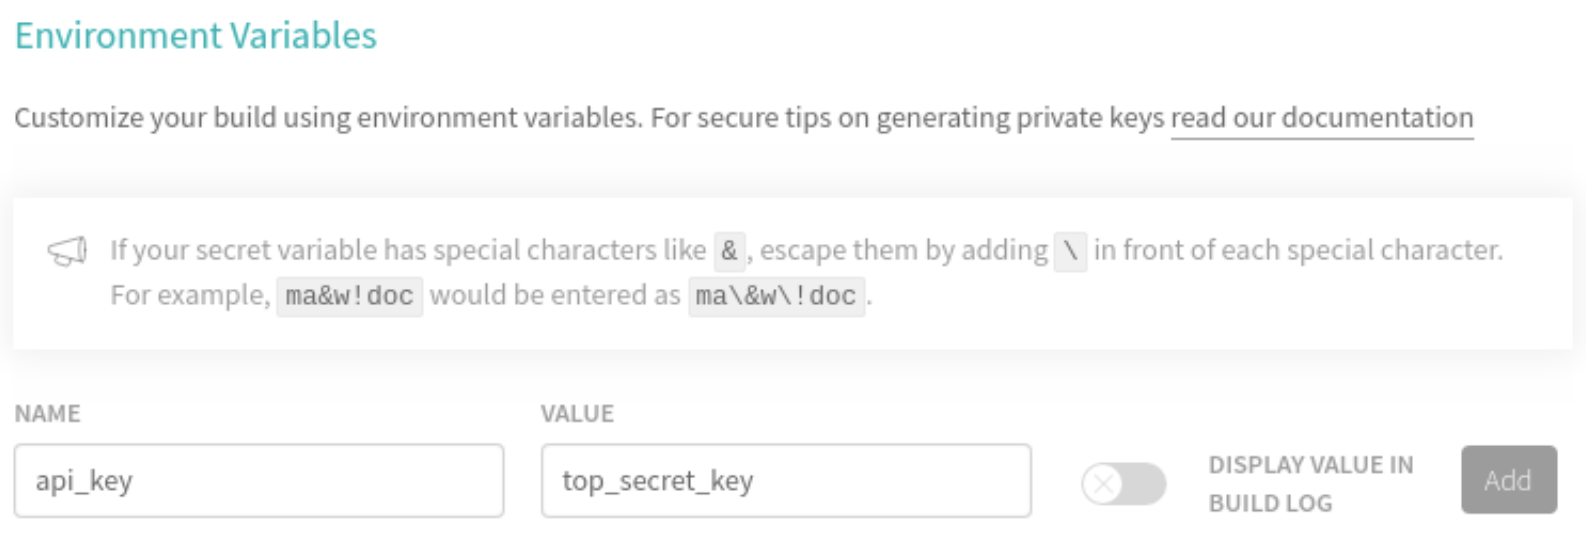 Environment Variables
Customize your build using environment variables. For secure tips on generating private keys read our documentation
If your secret variable has special characters like & , escape them by adding \ in front of each special character.
For example, ma&w!doc would be entered as ma\&w\!doc .
NAME
VALUE
api_key
top_secret_key
DISPLAY VALUE IN
BUILD LOG
Add